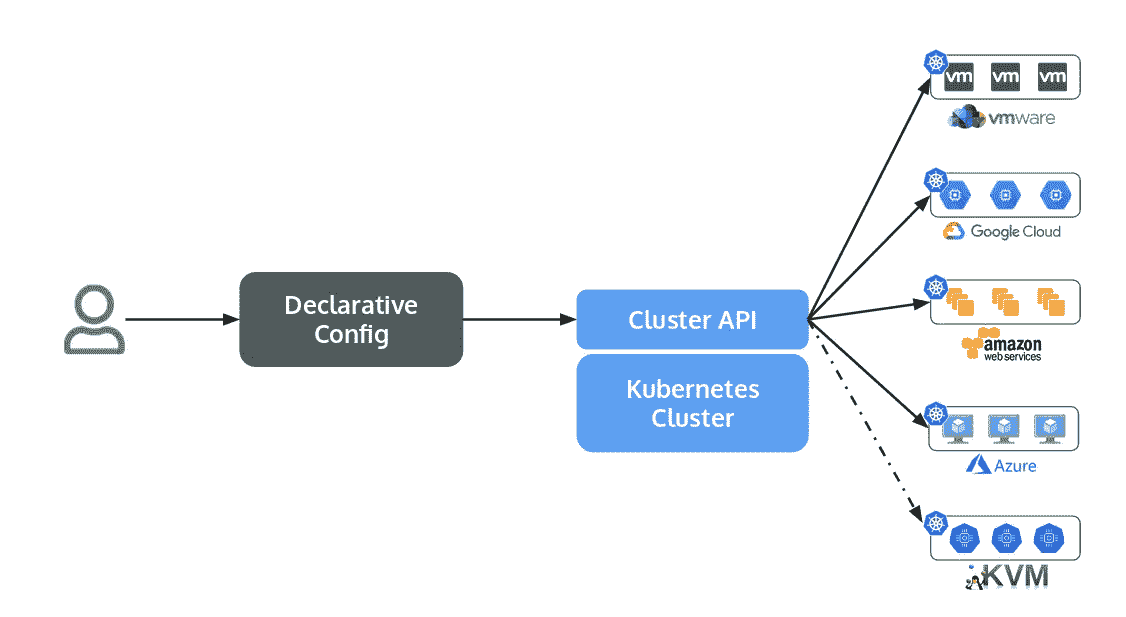 Declarative
Config
Cluster API
Kubernetes
Cluster
vm vm vm
vmware
Google Cloud
amazon
web services
Azure
KVM